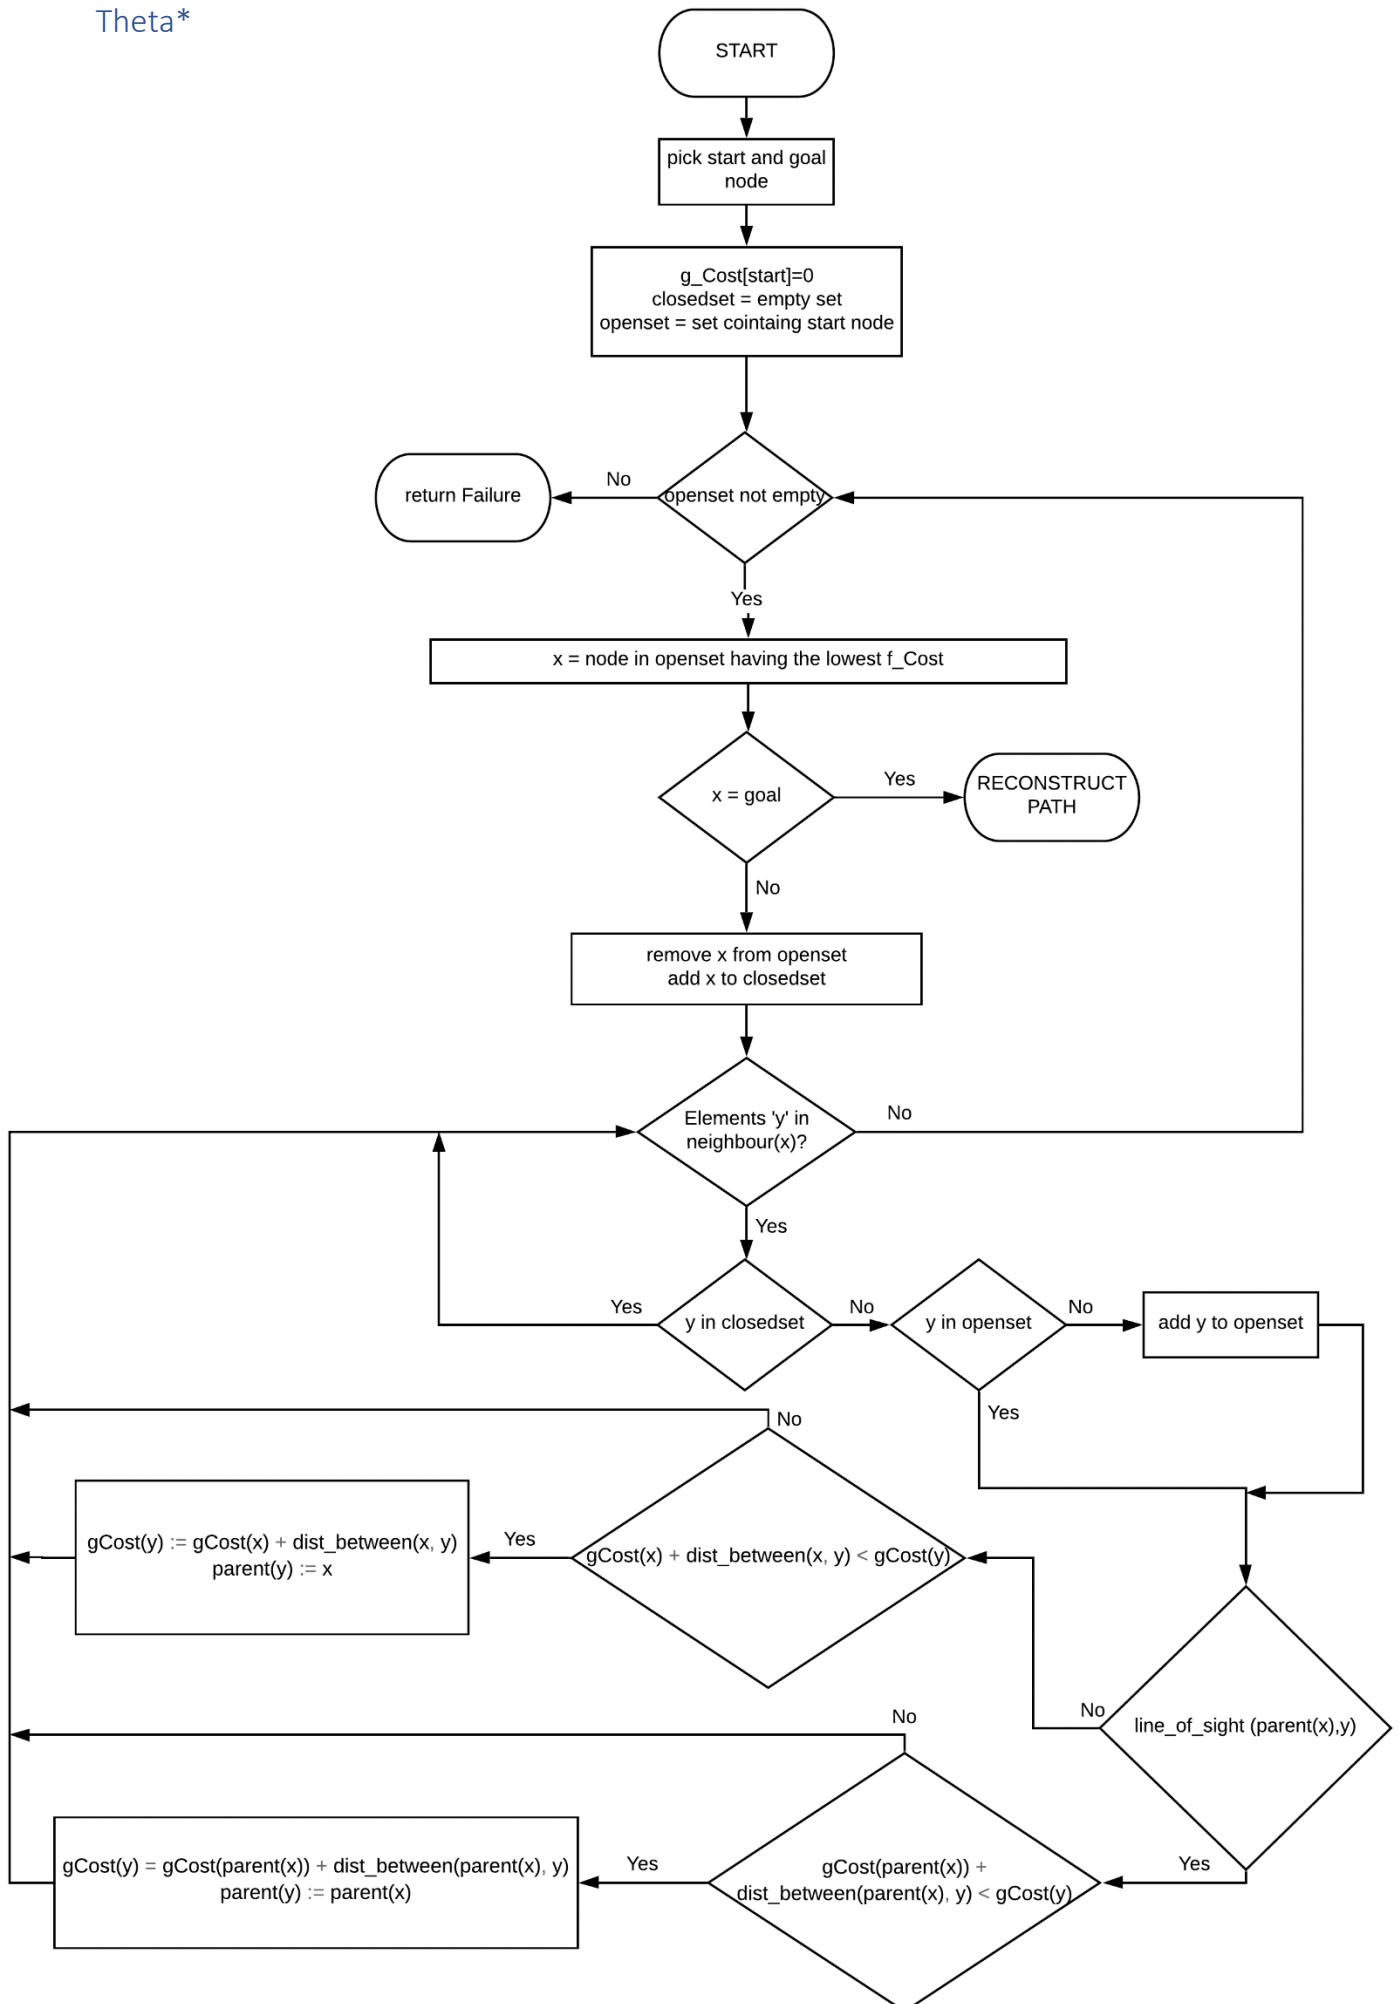 Theta*
START
pick start and goal
node
g_Cost[start]=0
closedset = empty set
openset = set cointaing start node
No
return Failure
openset not empty
Yes
x = node in openset having the lowest f_Cost
x = goal
Yes
RECONSTRUCT
PATH
No
remove x from openset
add x to closedset
Elements 'y' in
neighbour(x)?
No
Yes
Yes
y in closedset
No
y in openset
No
add y to openset
Yes
No
gCost(y) := gCost(x) + dist_between(x, y)
parent(y) := x
Yes
gCost(x) + dist_between(x, y) < gCost(y)
No
line_of_sight (parent(x),y)
No
Yes
gCost(y) = gCost(parent(x)) + dist_between(parent(x), y)
parent(y) := parent(x)
Yes
gCost(parent(x)) +
dist_between(parent(x), y) < gCost(y)